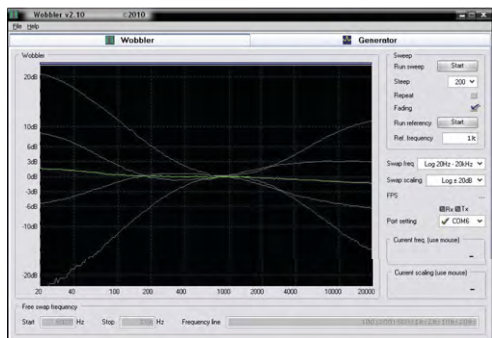 Wobbler v2.10 ©2010
File Help
Wobbler Generator
Wobbler
20dB
10dB
6dB
3dB
0dB
-3dB
-6dB
-10dB
20dB
20 40 100 200 400 1000 2000 4000 10000 20000
Sweep
Run sweep Start
Steep 200
Repeat
Fading
Run reference Start
Ref. frequency 1k
Swap freq. Log 20Hz - 20kHz
Swap scaling Log ± 20dB
FPS
Rx Tx
Port setting COM6
Current freq. (use mouse)
-
Current scaling (use mouse)
-
Free swap frequency
Start Hz Stop Hz Frequency line